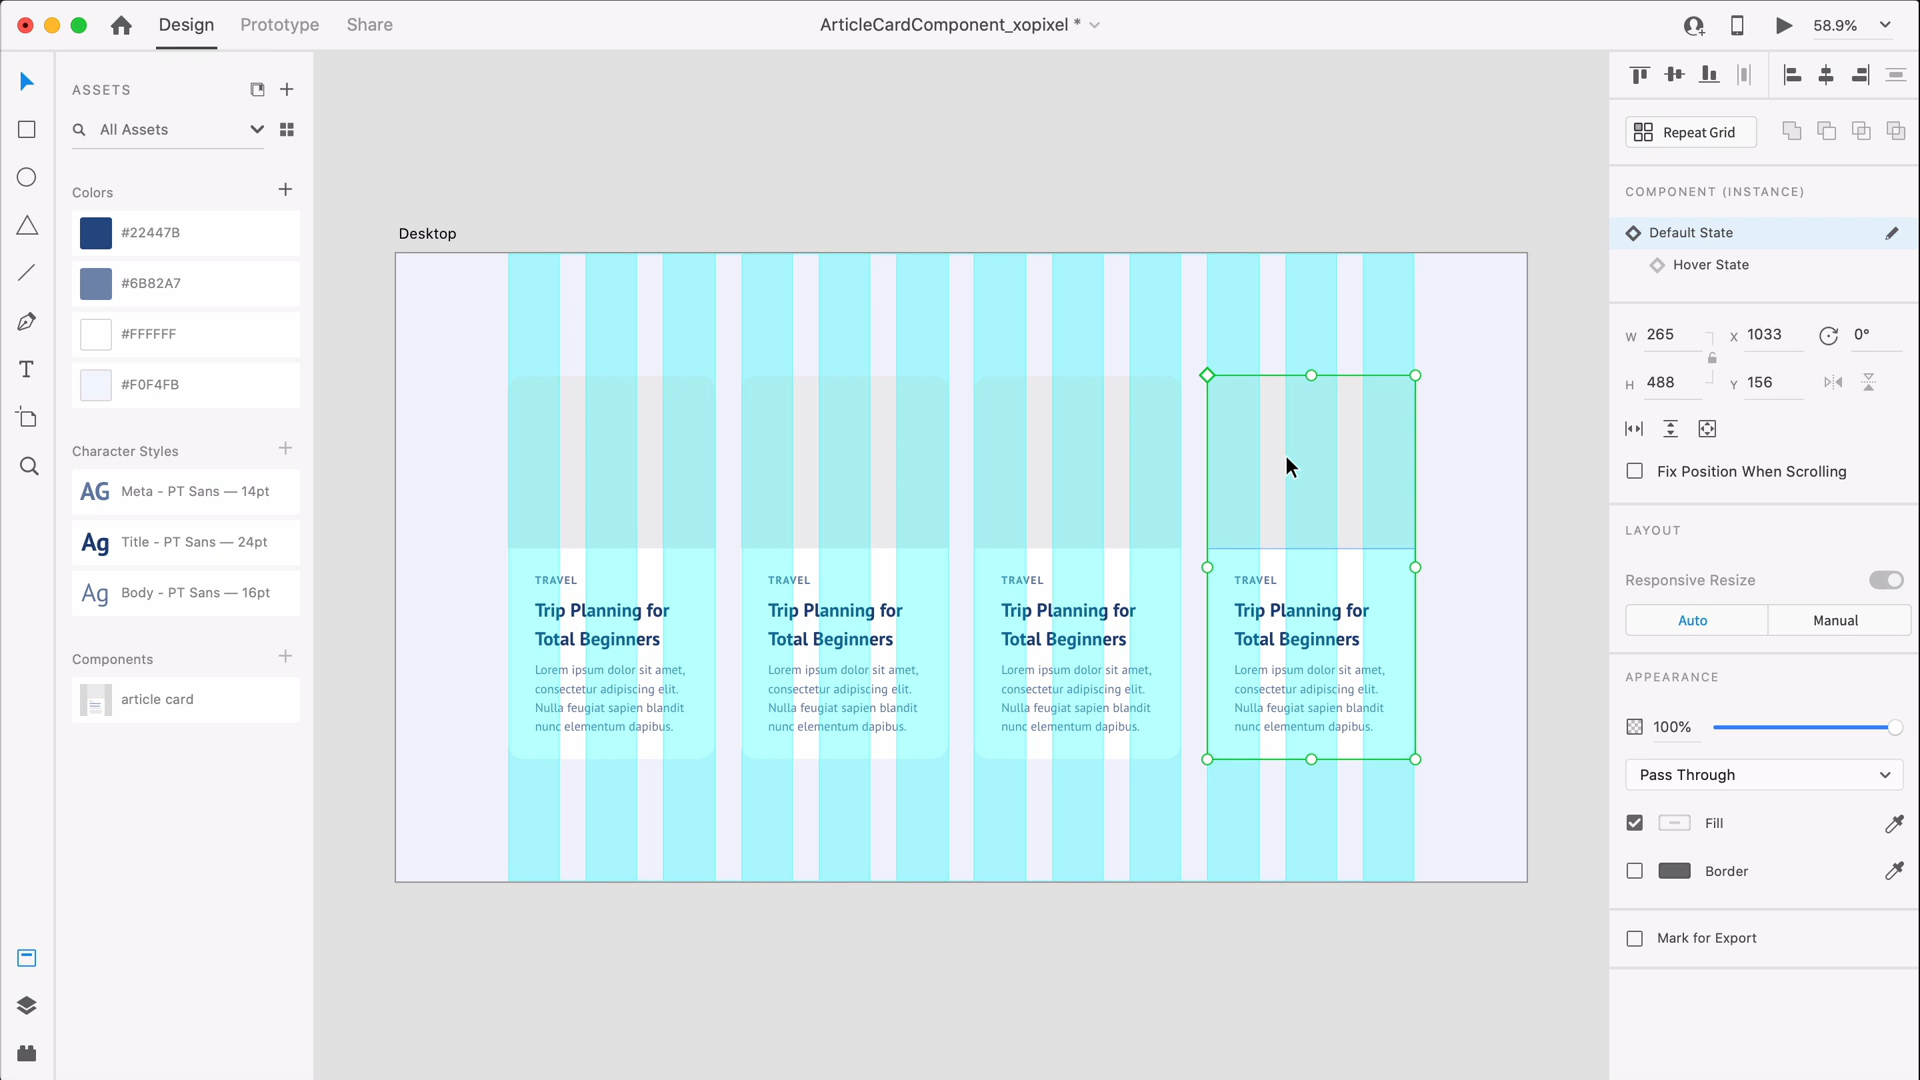 Design
Prototype
Share
ArticleCardComponent_xopixel *
58.9%
ASSETS
All Assets
Colors
#22447B
#6B82A7
#FFFFFF
#F0F4FB
Character Styles
AG Meta - PT Sans — 14pt
Ag Title - PT Sans — 24pt
Ag Body - PT Sans — 16pt
Components
article card
Desktop
TRAVEL
Trip Planning for
Total Beginners
Lorem ipsum dolor sit amet,
consectetur adipiscing elit.
Nulla feugiat sapien blandit
nunc elementum dapibus.
TRAVEL
Trip Planning for
Total Beginners
Lorem ipsum dolor sit amet,
consectetur adipiscing elit.
Nulla feugiat sapien blandit
nunc elementum dapibus.
TRAVEL
Trip Planning for
Total Beginners
Lorem ipsum dolor sit amet,
consectetur adipiscing elit.
Nulla feugiat sapien blandit
nunc elementum dapibus.
TRAVEL
Trip Planning for
Total Beginners
Lorem ipsum dolor sit amet,
consectetur adipiscing elit.
Nulla feugiat sapien blandit
nunc elementum dapibus.
Repeat Grid
COMPONENT (INSTANCE)
Default State
Hover State
W 265 X 1033 0°
H 488 Y 156
Fix Position When Scrolling
LAYOUT
Responsive Resize
Auto
Manual
APPEARANCE
100%
Pass Through
Fill
Border
Mark for Export